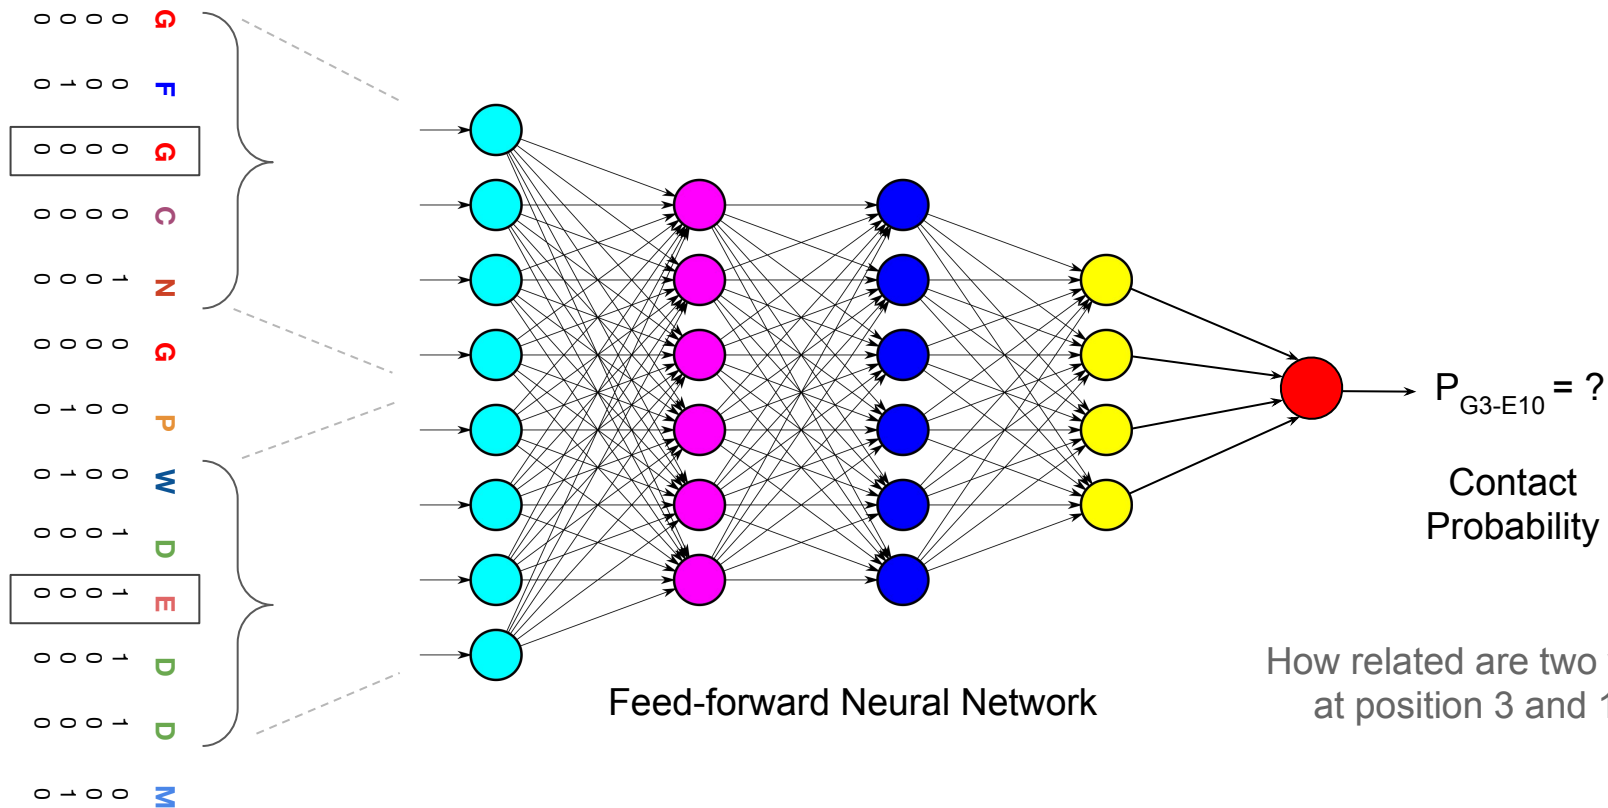 G F G C N G P W D E D D M
0 0 0 0 1 0 0 0 1 1 1 1 0
0 0 0 0 0 0 0 0 0 0 0 0 0
0 1 0 0 0 0 1 1 0 0 0 0 1
0 0 0 0 0 0 0 0 0 0 0 0 0
Feed-forward Neural Network
P G3-E10 = ?
Contact
Probability
How related are two
at position 3 and 1